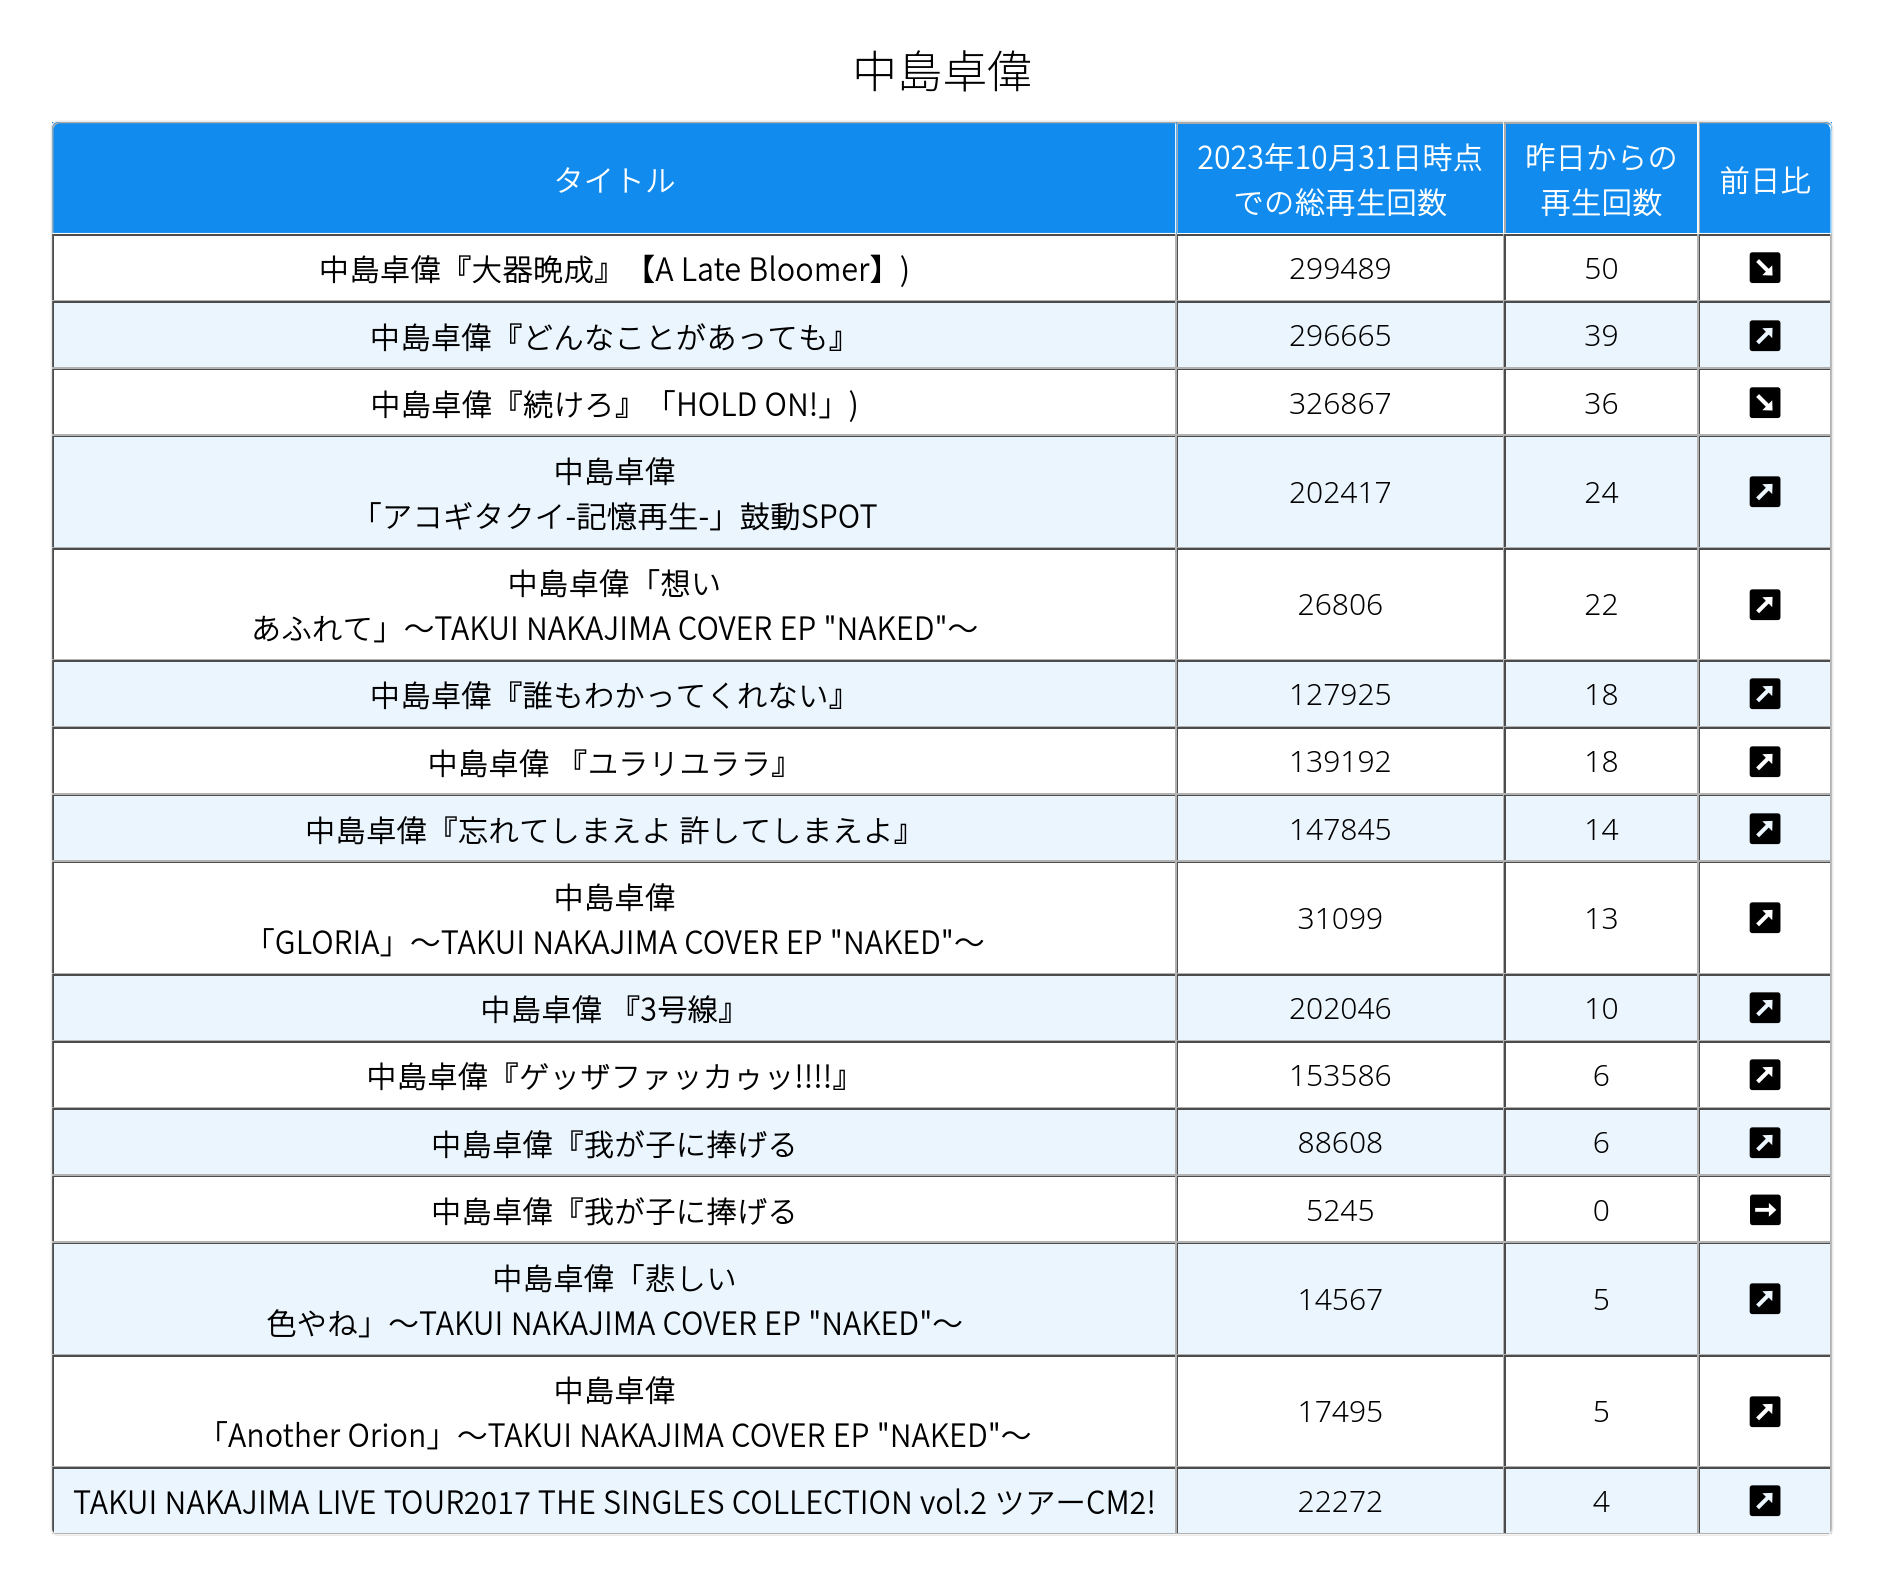 中島卓偉
タイトル
2023年10月31日時点
での総再生回数
昨日からの
再生回数
前日比
中島卓偉『大器晩成』【A Late Bloomer】)
299489
50
中島卓偉『どんなことがあっても』
296665
39
中島卓偉『続けろ』「HOLD ON!」)
326867
36
中島卓偉
「アコギタクイ-記憶再生-」鼓動SPOT
202417
24
中島卓偉「想い
あふれて」～TAKUI NAKAJIMA COVER EP "NAKED"～
26806
22
中島卓偉『誰もわかってくれない』
127925
18
中島卓偉 『ユラリユララ』
139192
18
中島卓偉『忘れてしまえよ 許してしまえよ』
147845
14
中島卓偉
「GLORIA」～TAKUI NAKAJIMA COVER EP "NAKED"～
31099
13
中島卓偉 『3号線』
202046
10
中島卓偉『ゲッザファッカゥッ!!!!』
153586
6
中島卓偉『我が子に捧げる
88608
6
中島卓偉『我が子に捧げる
5245
0
中島卓偉「悲しい
色やね」～TAKUI NAKAJIMA COVER EP "NAKED"～
14567
5
中島卓偉
「Another Orion」～TAKUI NAKAJIMA COVER EP "NAKED"～
17495
5
TAKUI NAKAJIMA LIVE TOUR2017 THE SINGLES COLLECTION vol.2 ツアーCM2!
22272
4